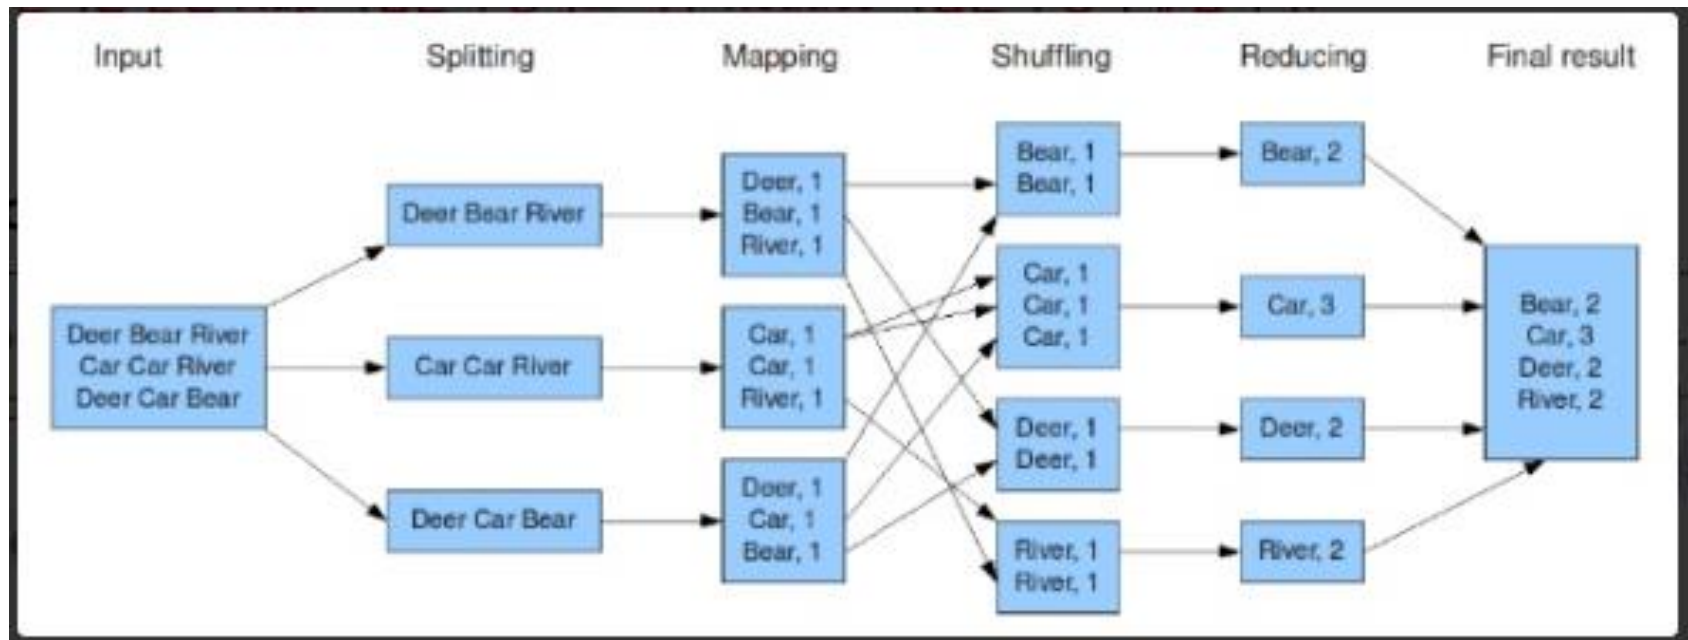 Input
Splitting
Mapping
Shuffling
Reducing
Final result
Deer Bear River
Car Car River
Deer Car Bear
Deer Bear River
Car Car River
Deer Car Bear
Deer, 1
Bear, 1
River, 1
Car, 1
Car, 1
River, 1
Deer, 1
Car, 1
Bear, 1
Bear, 1
Bear, 1
Car, 1
Car, 1
Car, 1
Deer, 1
Deer, 1
River, 1
River, 1
Bear, 2
Car, 3
Deer, 2
River, 2
Bear, 2
Car, 3
Deer, 2
River, 2